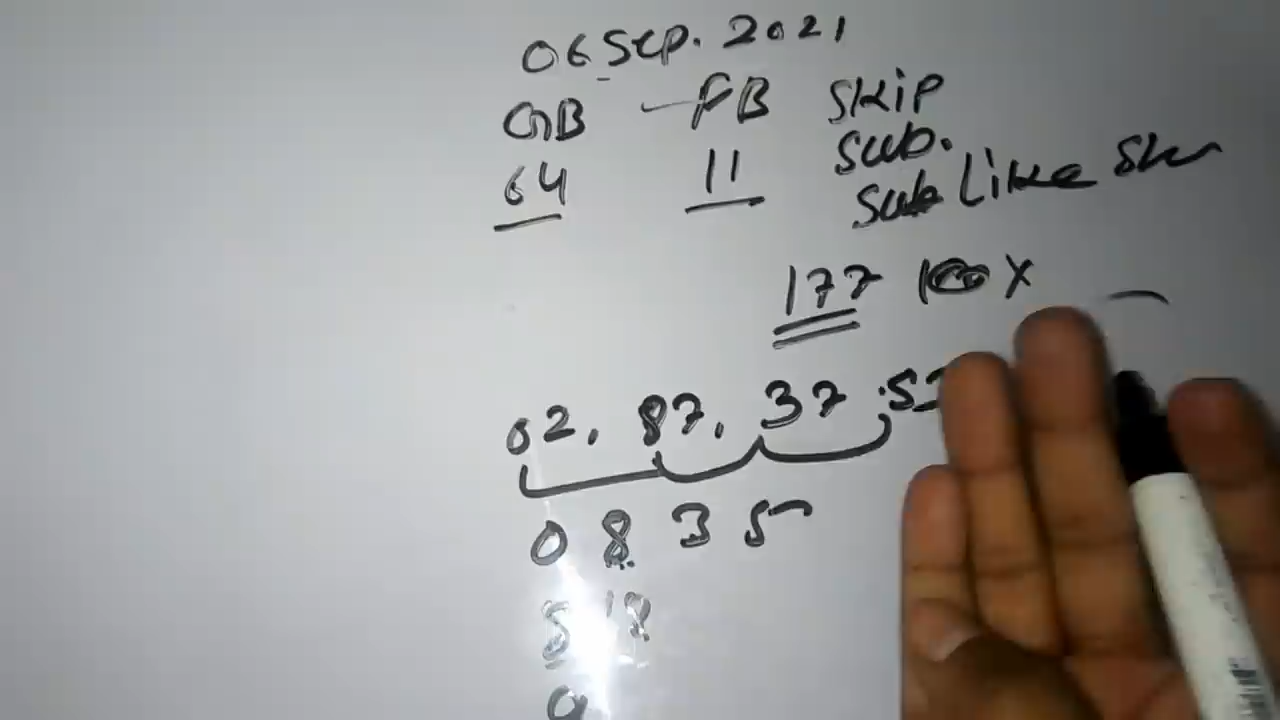 06 Sep. 2021
GB - FB SKIP
64 11 Sub.
Sub Like
177 X
02. 87. 37
0 8 3 5